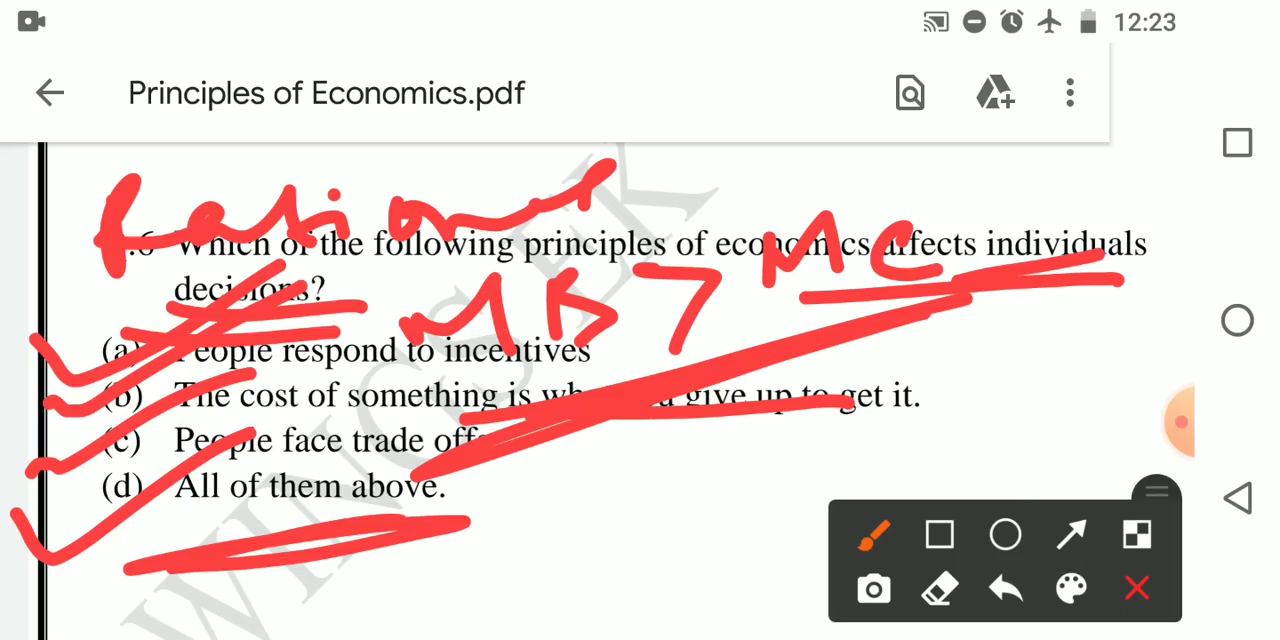 12:23
Principles of Economics.pdf
Rational
.6 Which of the following principles of economics affects individuals
decisions?
MB > MC
(a) People respond to incentives
(b) The cost of something is what you give up to get it.
(c) People face trade offs
(d) All of them above.
WINGSEK